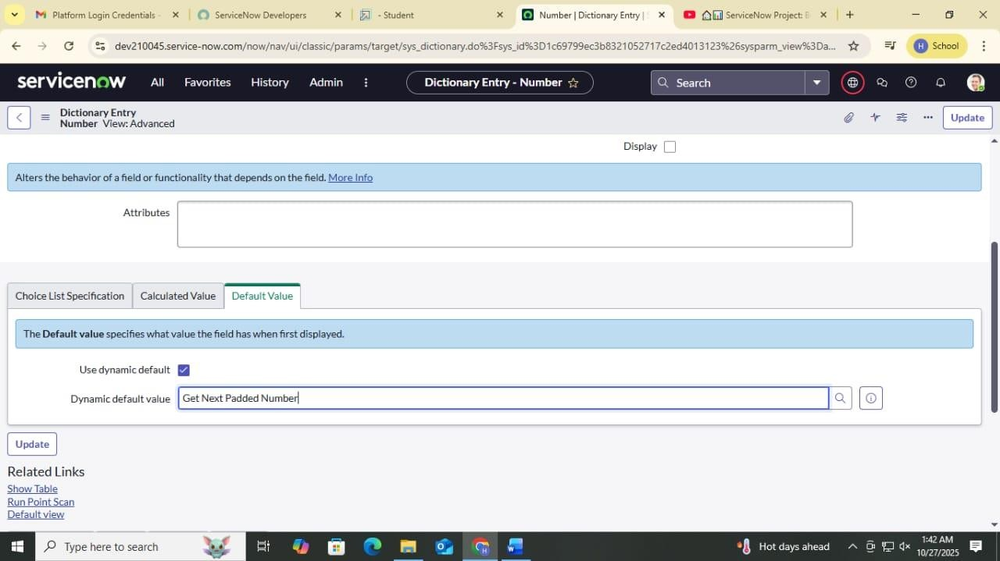 Platform Login Credentials -
ServiceNow Developers
- Student
Number | Dictionary Entry |
ServiceNow Project: B
dev210045.service-now.com/now/nav/ui/classic/params/target/sys_dictionary.do%3Fsys_id%3D1c69799ec3b8321052717c2ed4013123%26sysparm_view%3Da...
H School
servicenow
All
Favorites
History
Admin
Dictionary Entry - Number
Search
Dictionary Entry
Number View: Advanced
Update
Display
Alters the behavior of a field or functionality that depends on the field. More Info
Attributes
Choice List Specification
Calculated Value
Default Value
The Default value specifies what value the field has when first displayed.
Use dynamic default
Dynamic default value
Get Next Padded Number
Update
Related Links
Show Table
Run Point Scan
Default view
Type here to search
Hot days ahead
1:42 AM
10/27/2025